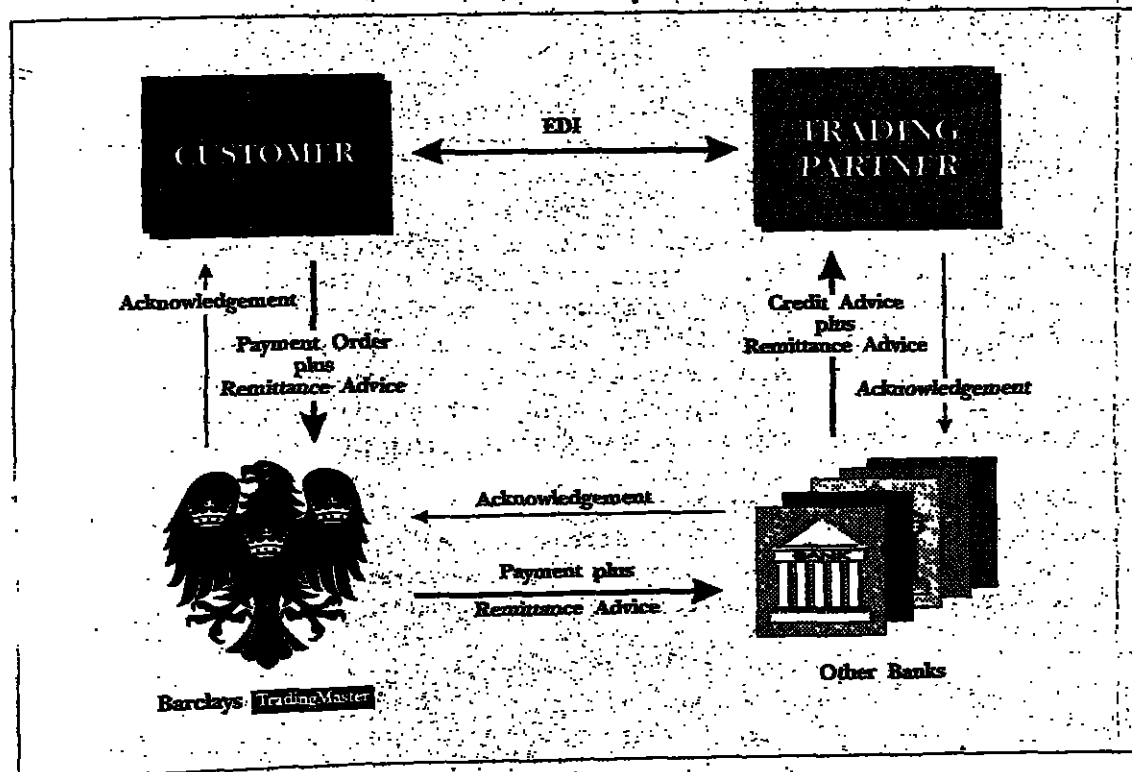 CUSTOMER
EDI
TRADING
PARTNER
Acknowledgement
Payment Order
plus
Remittance Advice
Credit Advice
plus
Remittance Advice
Acknowledgement
Acknowledgement
Payment plus
Remittance Advice
BANK
Barclays TradingMaster
Other Banks